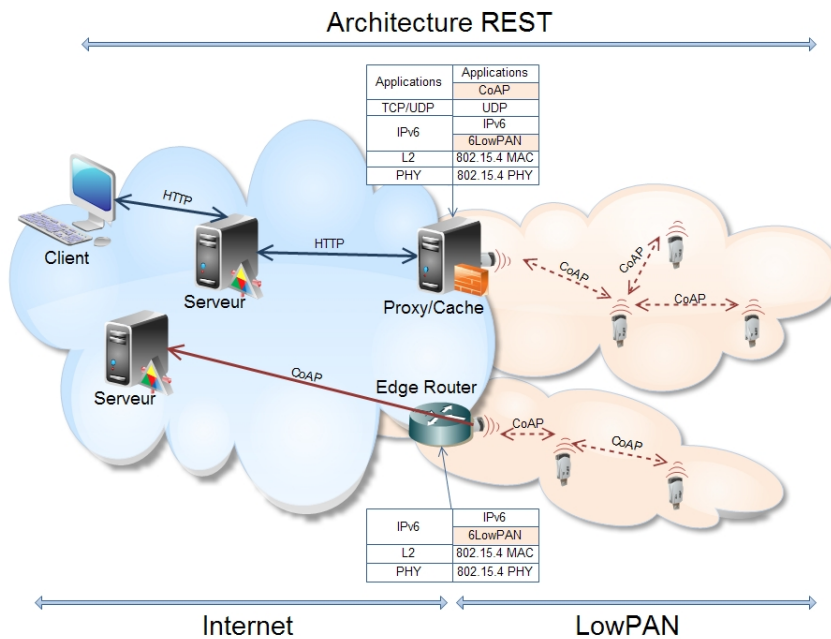 Architecture REST
Applications
Applications
CoAP
TCP/UDP
UDP
IPv6
IPv6
6LowPAN
L2
802.15.4 MAC
PHY
802.15.4 PHY
HTTP
Client
HTTP
Serveur
Proxy/Cache
CoAP
CoAP
CoAP
Serveur
CoAP
Edge Router
CoAP
CoAP
IPv6
IPv6
6LowPAN
L2
802.15.4 MAC
PHY
802.15.4 PHY
Internet
LowPAN